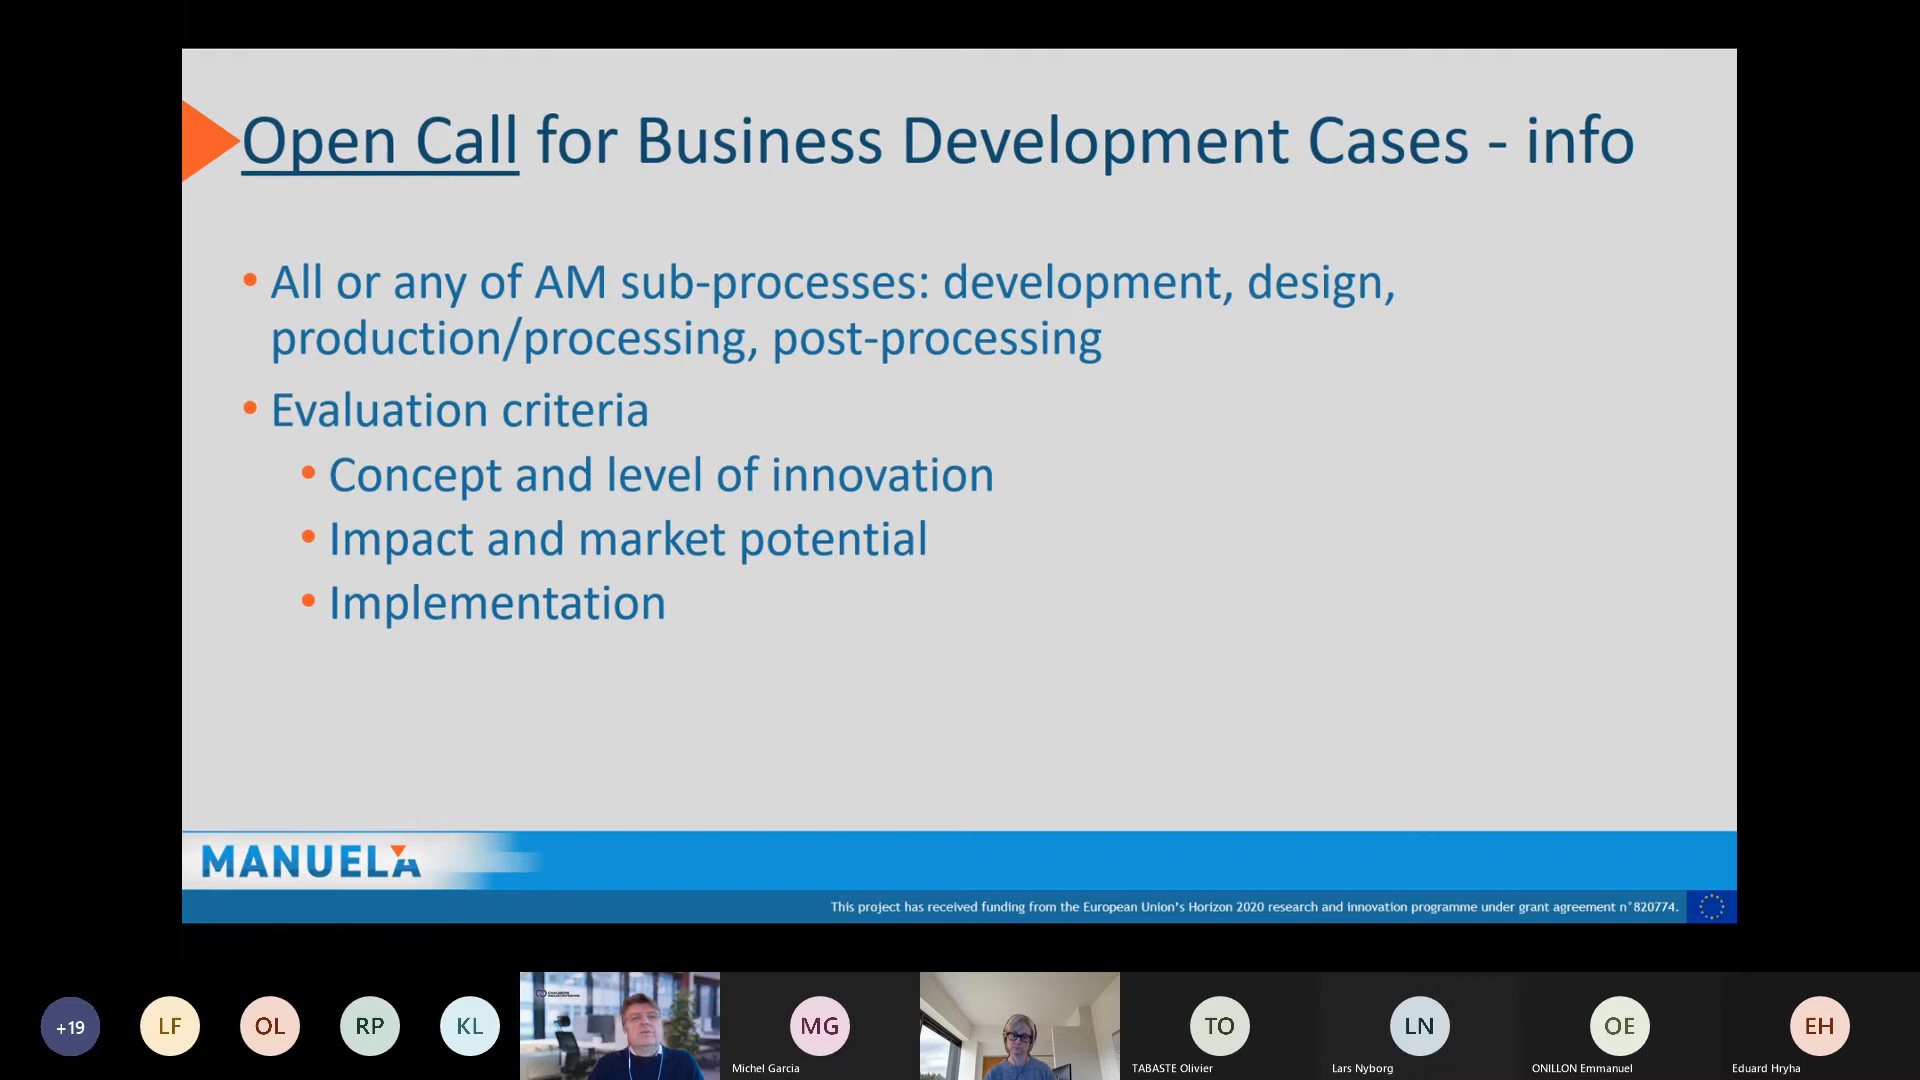 Open Call for Business Development Cases - info
• All or any of AM sub-processes: development, design,
production/processing, post-processing
• Evaluation criteria
• Concept and level of innovation
• Impact and market potential
• Implementation
MANUELA
This project has received funding from the European Union's Horizon 2020 research and innovation programme under grant agreement n°820774.
+19
LF
OL
RP
KL
MG
TO
LN
OE
EH
Michel Garcia
TABASTE Olivier
Lars Nyborg
ONILLON Emmanuel
Eduard Hryha